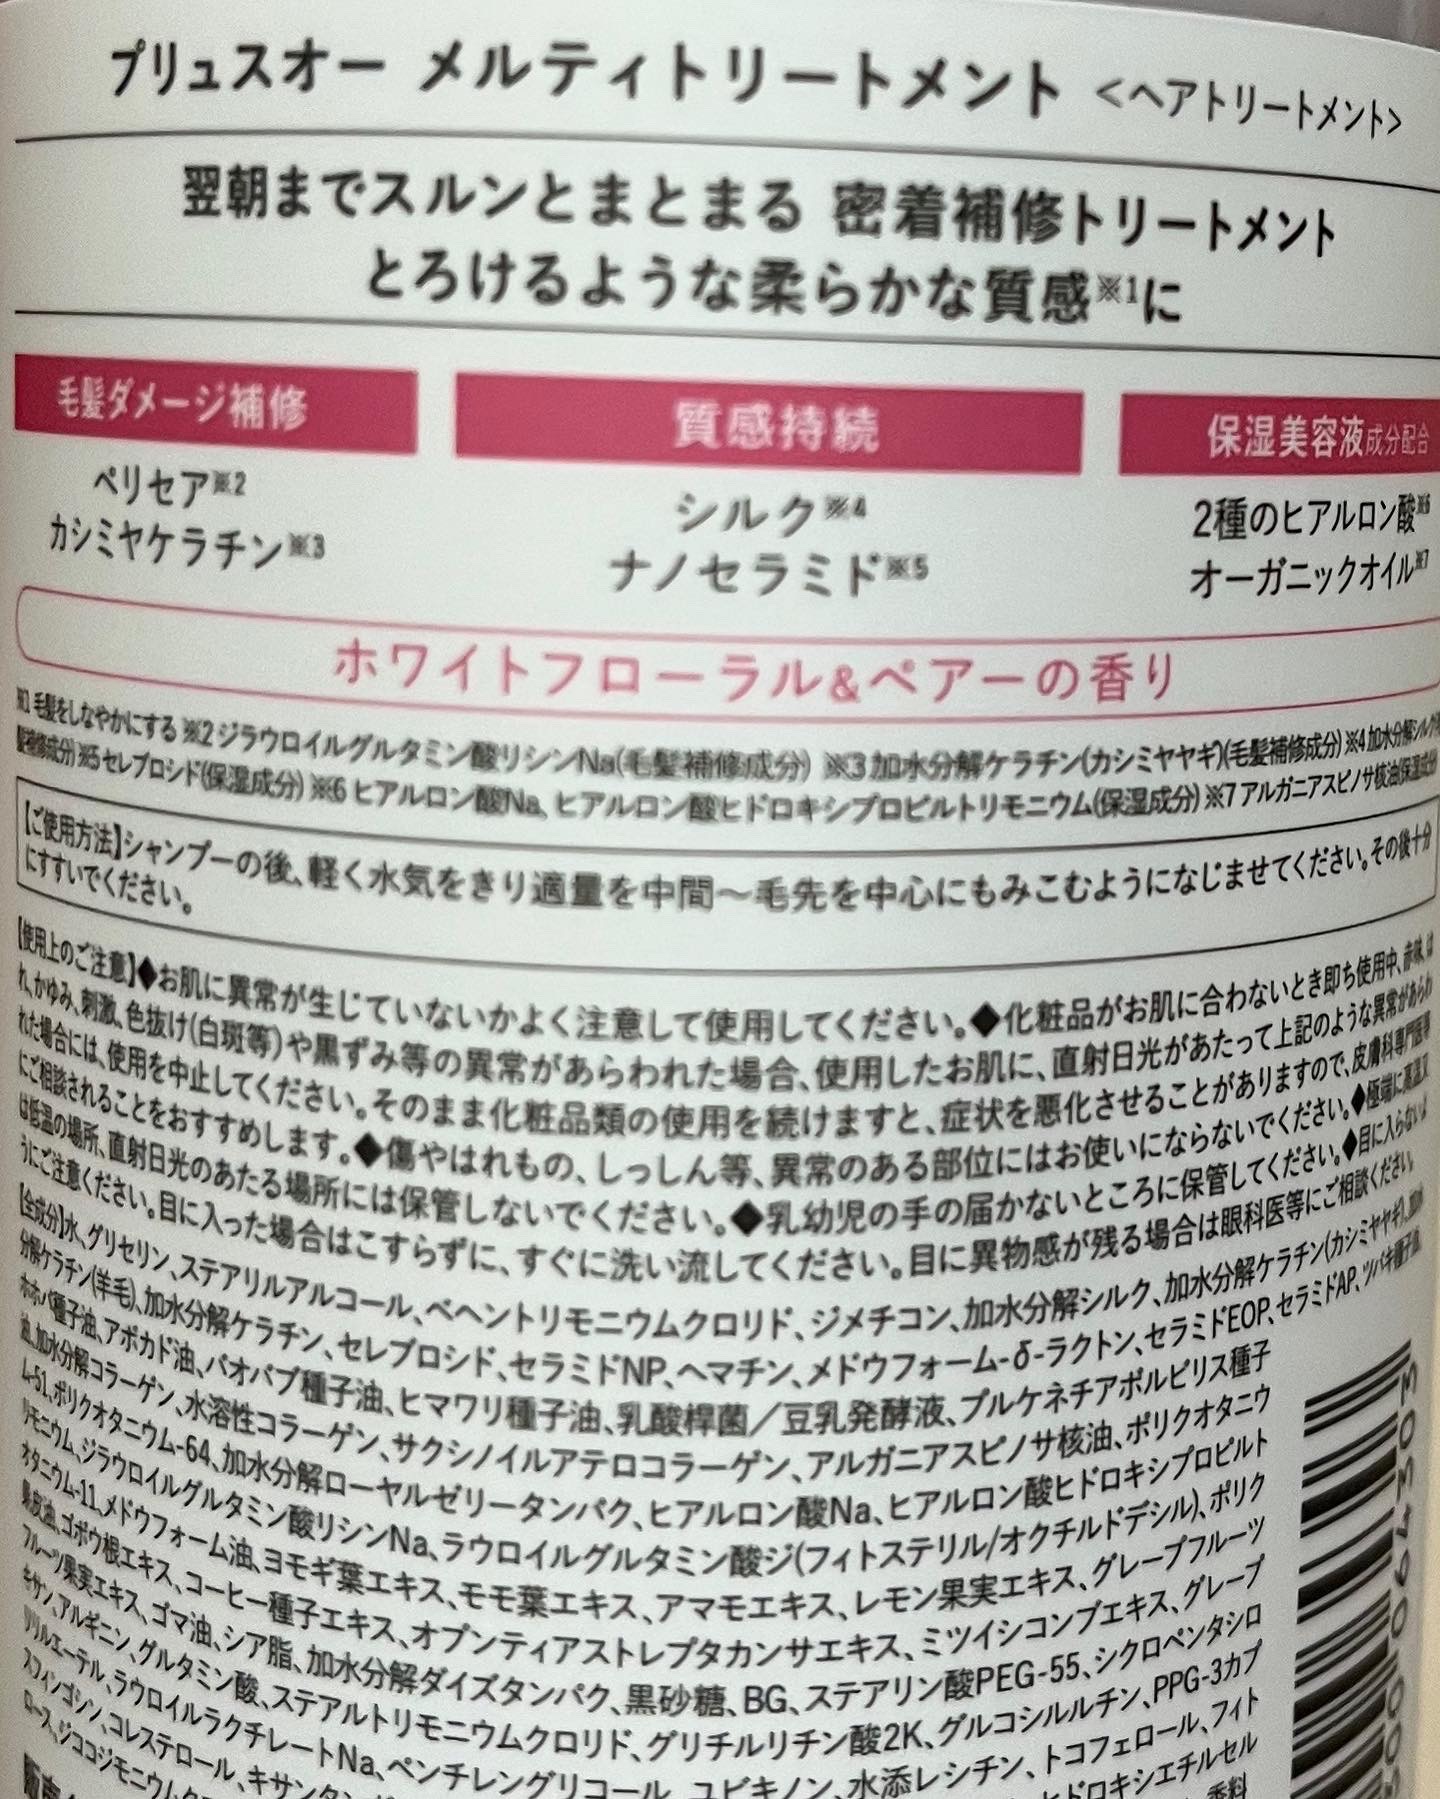 プリュスオー メルティトリートメント <ヘアトリートメント>
翌朝までスルンとまとまる 密着補修トリートメント
とろけるような柔らかな質感※1に
毛髪ダメージ補修
ペリセア※2
カシミヤケラチン※3
質感持続
シルク※4
ナノセラミド※5
保湿美容液成分配合
2種のヒアルロン酸※6
オーガニックオイル※7
ホワイトフローラル&ペアーの香り
※1 毛髪をしなやかにする ※2 ジラウロイルグルタミン酸リシンNa(毛髪補修成分) ※3 加水分解ケラチン(カシミヤヤギ)(毛髪補修成分) ※4 加水分解シルク(毛
髪補修成分) ※5 セレブロシド(保湿成分) ※6 ヒアルロン酸Na、ヒアルロン酸ヒドロキシプロピルトリモニウム(保湿成分) ※7 アルガニアスピノサ核油(保湿成分)
【ご使用方法】シャンプーの後、軽く水気をきり適量を中間～毛先を中心にもみこむようになじませてください。その後十分
にすすいでください。
【使用上のご注意】◆お肌に異常が生じていないかよく注意して使用してください。◆化粧品がお肌に合わないとき即ち使用中、赤味、は
れ、かゆみ、刺激、色抜け(白斑等)や黒ずみ等の異常があらわれた場合、使用したお肌に、直射日光があたって上記のような異常があらわ
れた場合には、使用を中止してください。そのまま化粧品類の使用を続けますと、症状を悪化させることがありますので、皮膚科専門医等
にご相談されることをおすすめします。◆傷やはれもの、しっしん等、異常のある部位にはお使いにならないでください。◆極端に高温又
は低温の場所、直射日光のあたる場所には保管しないでください。◆乳幼児の手の届かないところに保管してください。◆目に入らないよ
うにご注意ください。目に入った場合はこすらずに、すぐに洗い流してください。目に異物感が残る場合は眼科医等にご相談ください。
【全成分】水、グリセリン、ステアリルアルコール、ベヘントリモニウムクロリド、ジメチコン、加水分解シルク、加水分解ケラチン(カシミヤヤギ)、加水
分解ケラチン(羊毛)、加水分解ケラチン、セレブロシド、セラミドNP、ヘマチン、メドウフォーム-δ-ラクトン、セラミドEOP、セラミドAP、ツバキ種子油、
ホホバ種子油、アボカド油、バオバブ種子油、ヒマワリ種子油、乳酸桿菌／豆乳発酵液、プルケネチアボルビリス種子
油、加水分解コラーゲン、水溶性コラーゲン、サクシノイルアテロコラーゲン、アルガニアスピノサ核油、ポリクオタニウ
ム-51、ポリクオタニウム-64、加水分解ローヤルゼリータンパク、ヒアルロン酸Na、ヒアルロン酸ヒドロキシプロピルト
リモニウム、ジラウロイルグルタミン酸リシンNa、ラウロイルグルタミン酸ジ(フィトステリル/オクチルドデシル)、ポリク
オタニウム-11、メドウフォーム油、ヨモギ葉エキス、モモ葉エキス、アマモエキス、レモン果実エキス、グレープフルーツ
果皮油、ゴボウ根エキス、コーヒー種子エキス、オプンティアストレプタカンサエキス、ミツイシコンブエキス、グレープ
フルーツ果実エキス、ゴマ油、シア脂、加水分解ダイズタンパク、黒砂糖、BG、ステアリン酸PEG-55、シクロペンタシロ
キサン、アルギニン、グルタミン酸、ステアルトリモニウムクロリド、グリチルリチン酸2K、グルコシルルチン、PPG-3カプ
リリルエーテル、ラウロイルラクチレートNa、ペンチレングリコール、ユビキノン、水添レシチン、トコフェロール、フィト
スフィンゴシン、コレステロール、キサンタン ヒドロキシエチルセル
ロース、ジココジモニウムク 香料